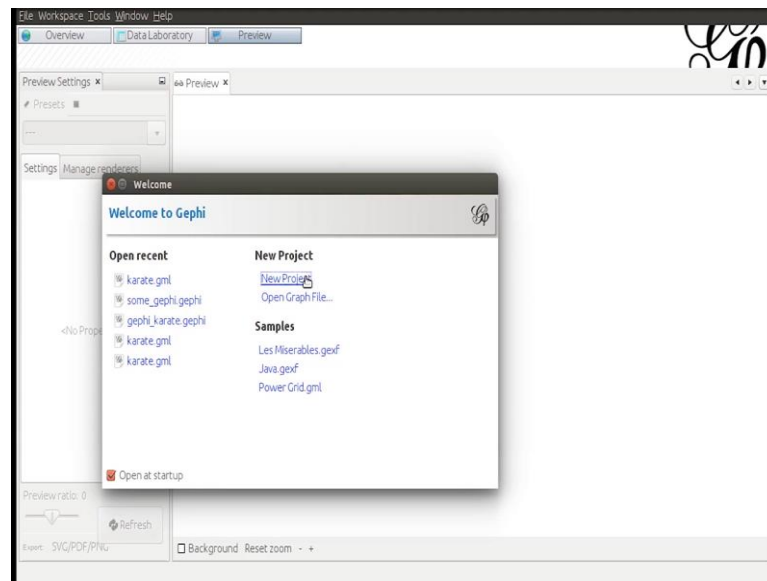 File Workspace Tools Window Help
Overview Data Laboratory Preview
Preview Settings x Preview x
Presets
---
Settings Manage renderers
Welcome
Welcome to Gephi
Open recent New Project
karate.gml New Project
some_gephi.gephi Open Graph File...
gephi_karate.gephi Samples
karate.gml Les Miserables.gexf
karate.gml Java.gexf
Power Grid.gml
<No Prope
Open at startup
Preview ratio: 0
Refresh
Export: SVG/PDF/PNG
Background Reset zoom - +